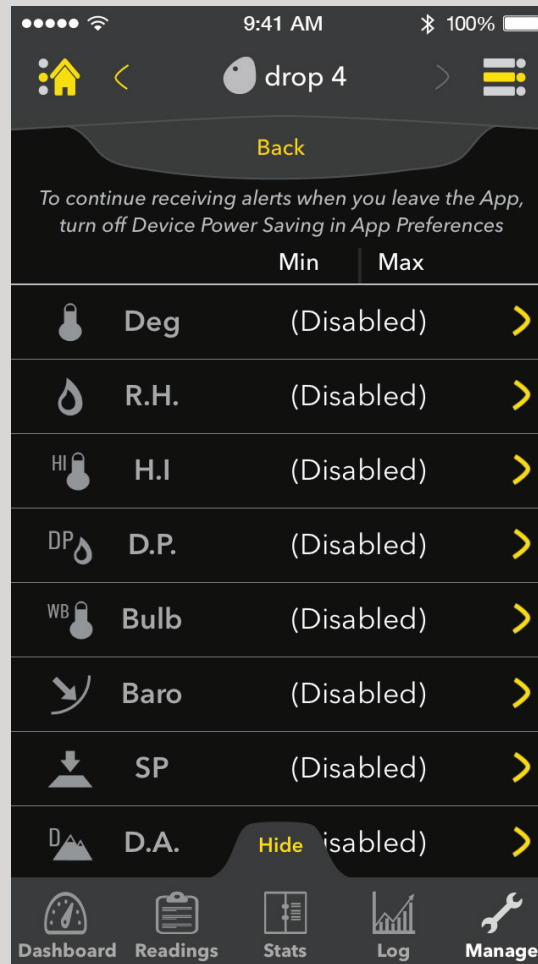 9:41 AM 100%
drop 4
Back
To continue receiving alerts when you leave the App,
turn off Device Power Saving in App Preferences
Min Max
Deg (Disabled)
R.H. (Disabled)
HI H.I (Disabled)
DP D.P. (Disabled)
WB Bulb (Disabled)
Baro (Disabled)
SP (Disabled)
D D.A. isabled)
Hide
Dashboard Readings Stats Log Manage